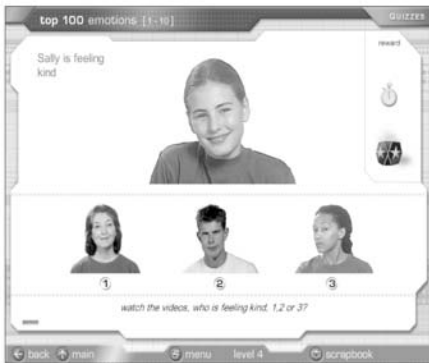 top 100 emotions [1-10]
QUIZZES
Sally is feeling
kind
reward
1
2
3
watch the videos, who is feeling kind, 1,2 or 3?
back
main
menu
level 4
scrapbook